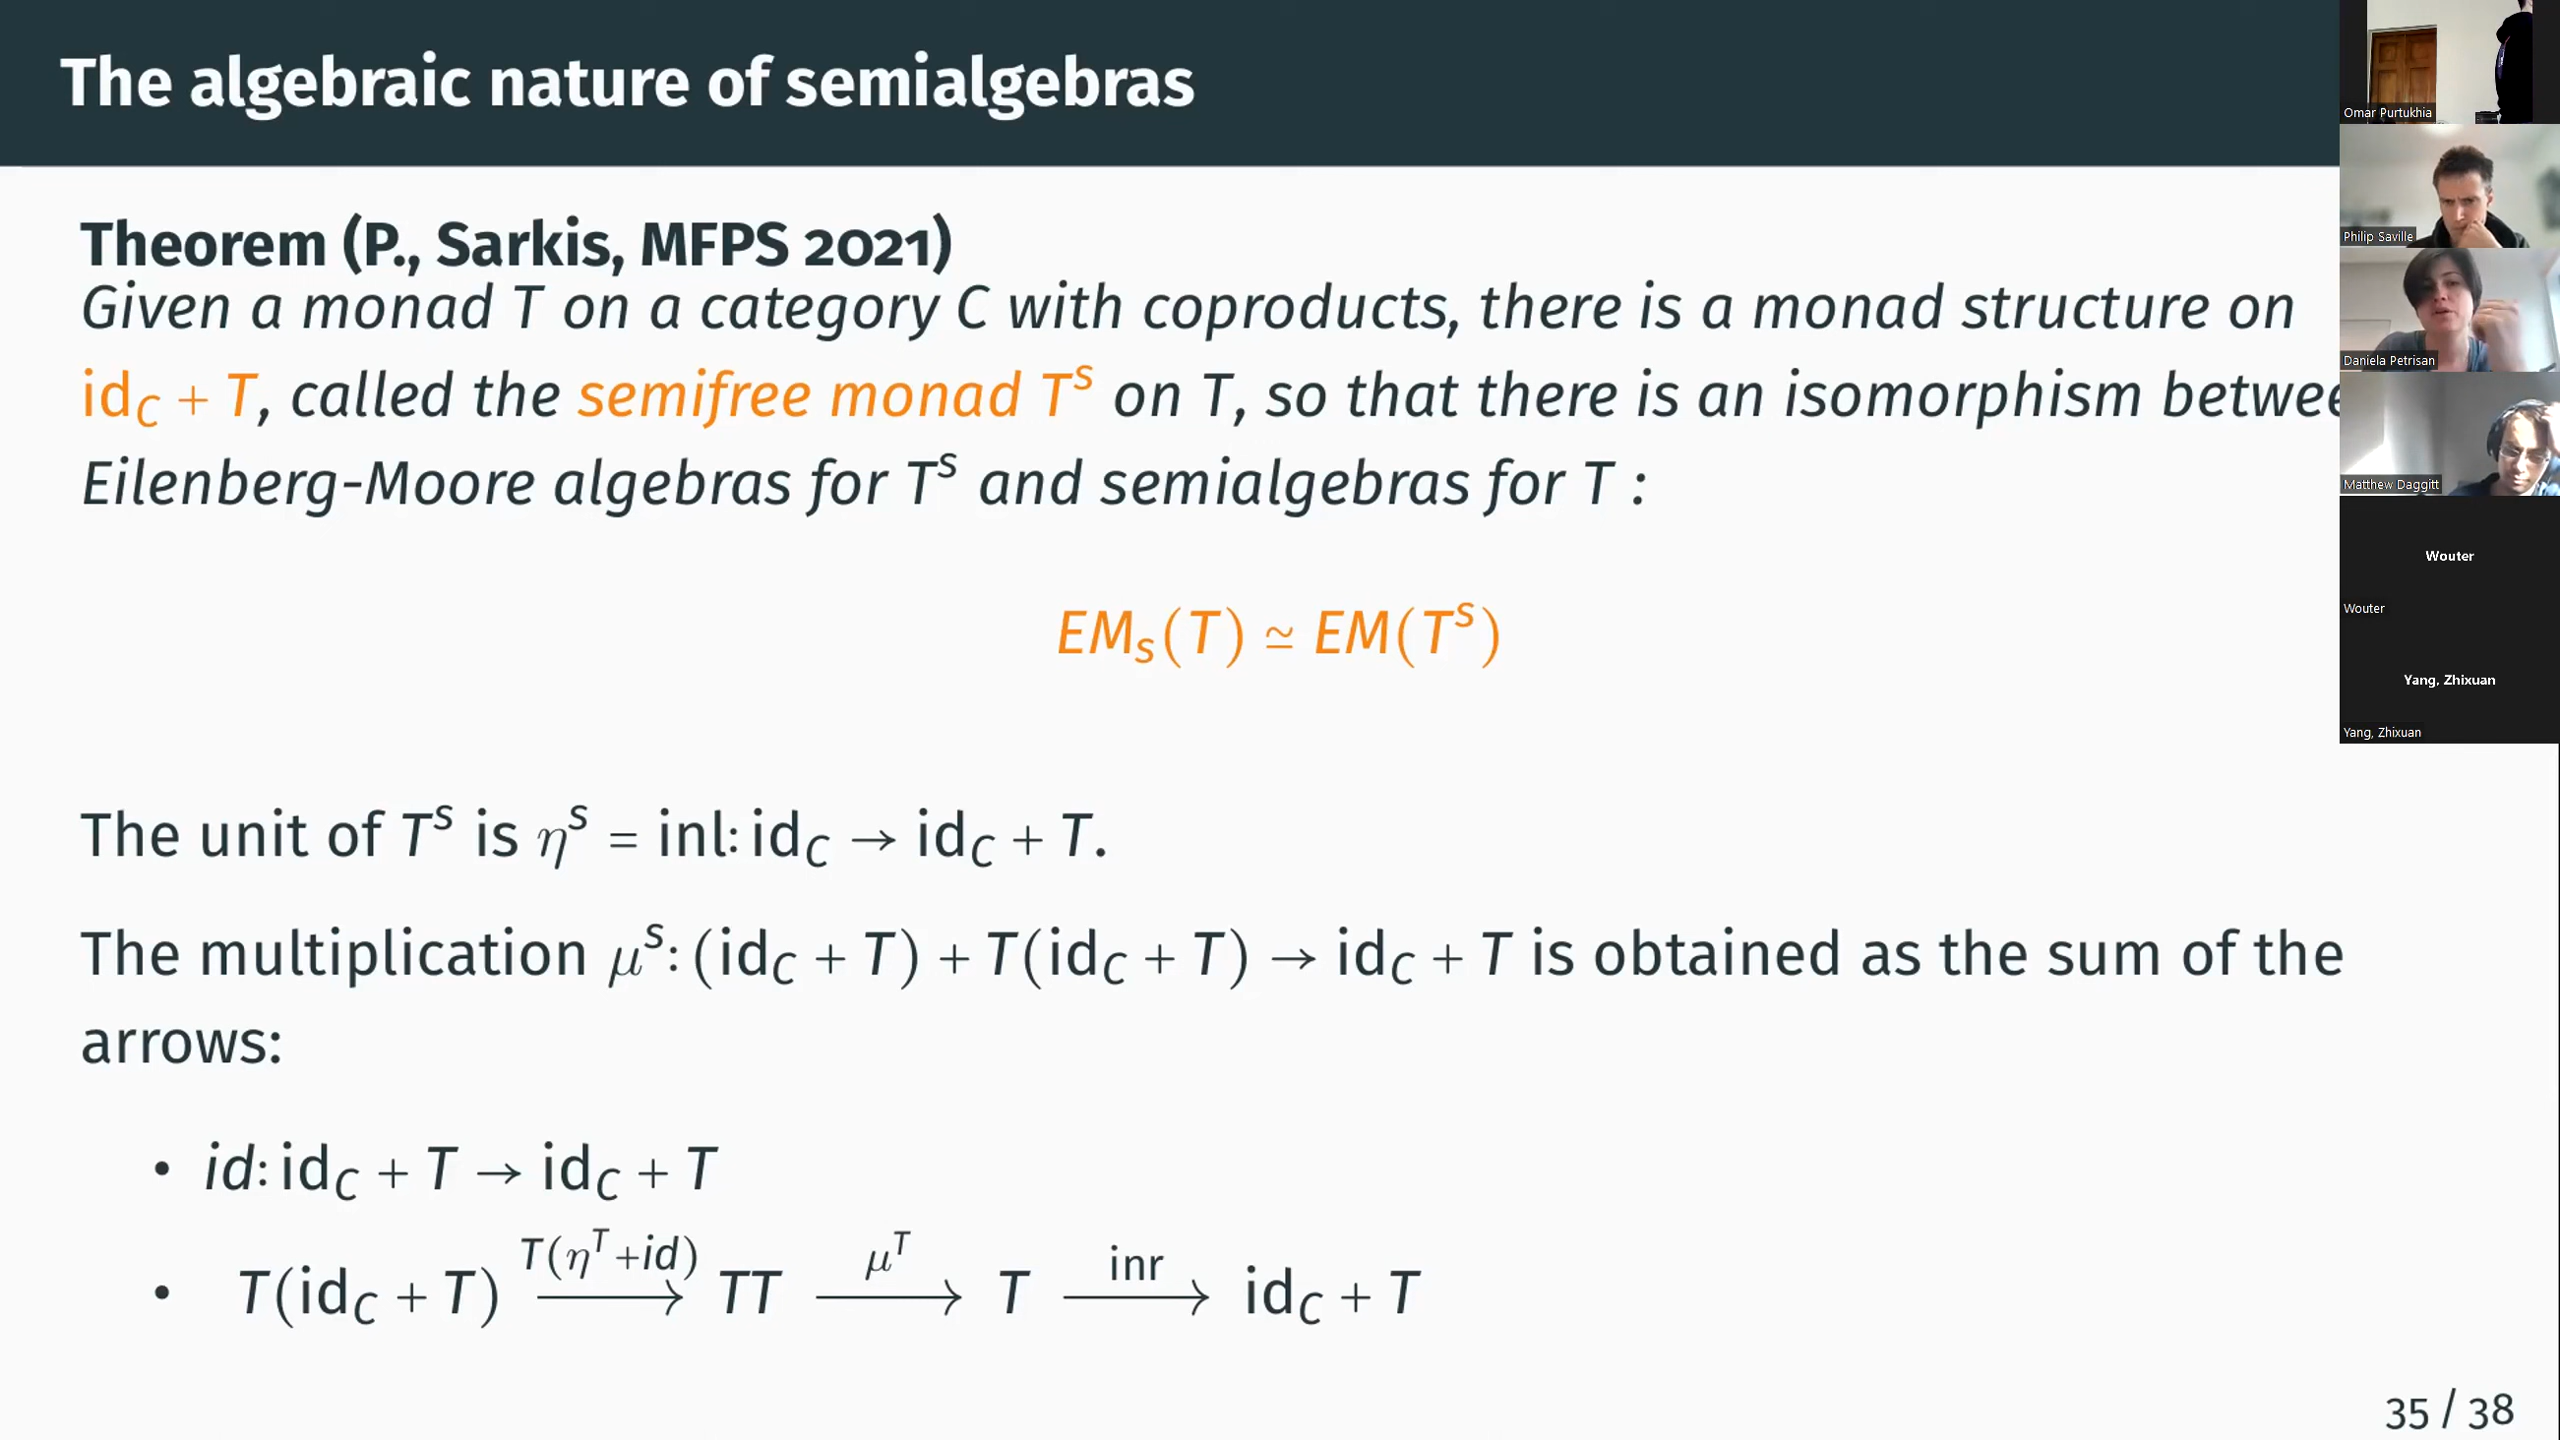 The algebraic nature of semialgebras
Theorem (P., Sarkis, MFPS 2021)
Given a monad T on a category C with coproducts, there is a monad structure on
id_C + T, called the semifree monad T^s on T, so that there is an isomorphism betwee
Eilenberg-Moore algebras for T^s and semialgebras for T :
EM_s(T) ≃ EM(T^s)
The unit of T^s is η^s = inl: id_C → id_C + T.
The multiplication μ^s: (id_C + T) + T(id_C + T) → id_C + T is obtained as the sum of the
arrows:
• id: id_C + T → id_C + T
• T(id_C + T) —T(η^T+id)→ TT —μ^T→ T —inr→ id_C + T
35 / 38
Omar Purtukhia
Philip Saville
Daniela Petrisan
Matthew Daggitt
Wouter
Wouter
Yang, Zhixuan
Yang, Zhixuan